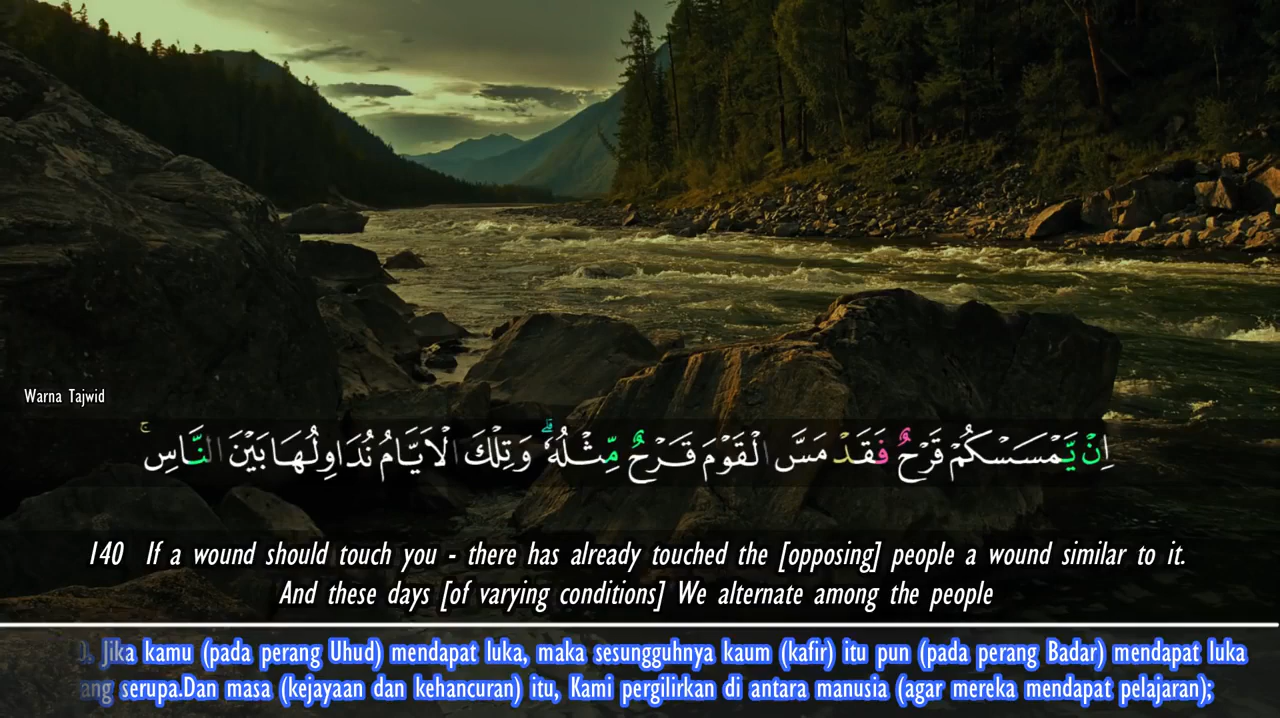 Warna Tajwid
اِنْ يَّمْسَسْكُمْ قَرْحٌ فَقَدْ مَسَّ الْقَوْمَ قَرْحٌ مِّثْلُهٗ ۗ وَتِلْكَ الْاَيَّامُ نُدَاوِلُهَا بَيْنَ النَّاسِۚ
140 If a wound should touch you - there has already touched the [opposing] people a wound similar to it.
And these days [of varying conditions] We alternate among the people
Jika kamu (pada perang Uhud) mendapat luka, maka sesungguhnya kaum (kafir) itu pun (pada perang Badar) mendapat luka
serupa.Dan masa (kejayaan dan kehancuran) itu, Kami pergilirkan di antara manusia (agar mereka mendapat pelajaran);